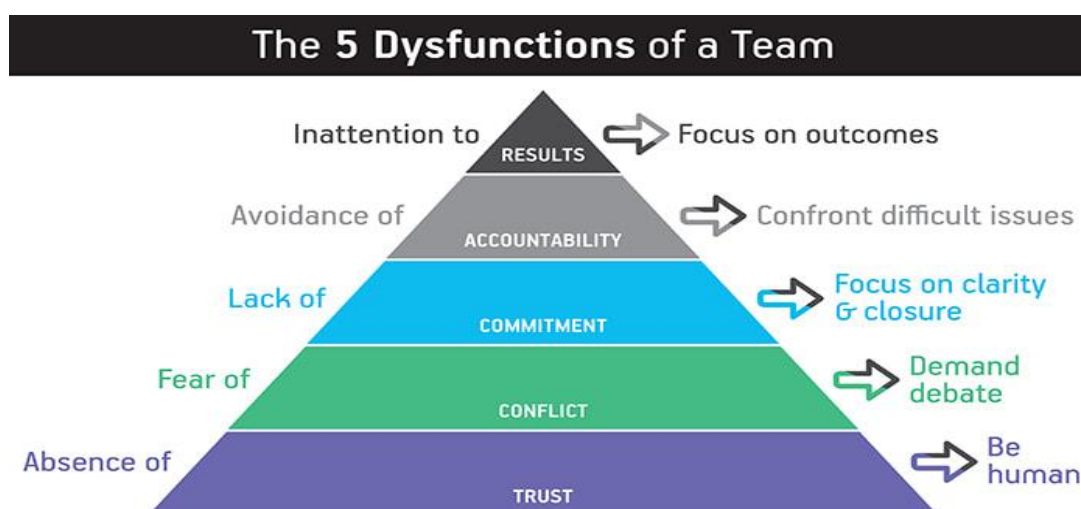 The 5 Dysfunctions of a Team
Inattention to
RESULTS
Focus on outcomes
Avoidance of
ACCOUNTABILITY
Confront difficult issues
Lack of
COMMITMENT
Focus on clarity
& closure
Fear of
CONFLICT
Demand
debate
Absence of
TRUST
Be
human